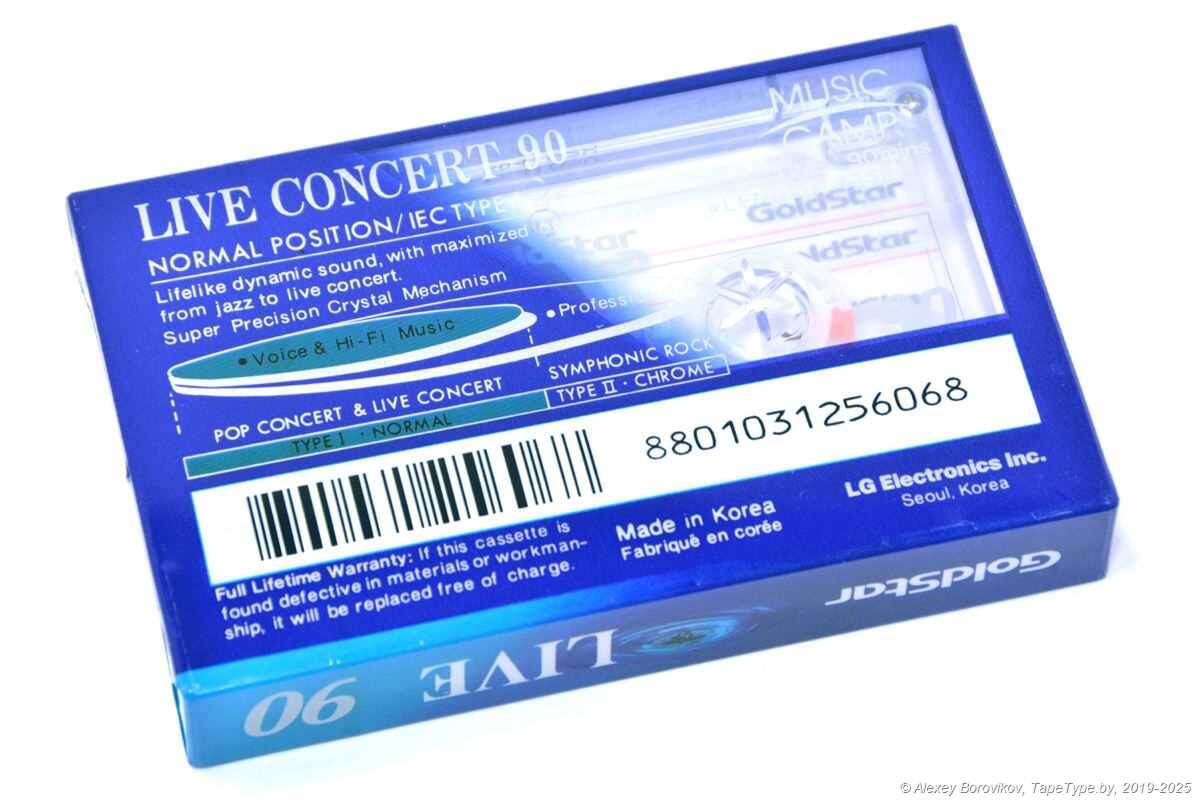 MUSIC
CAMP
90mins
LIVE CONCERT 90
NORMAL POSITION/IEC TYPE
Lifelike dynamic sound, with maximized
from jazz to live concert.
Super Precision Crystal Mechanism
GoldStar
GoldStar
• Voice & Hi-Fi Music
• Profess
POP CONCERT & LIVE CONCERT
SYMPHONIC ROCK
TYPE I · NORMAL
TYPE II · CHROME
8801031256068
Full Lifetime Warranty: If this cassette is
found defective in materials or workman-
ship, it will be replaced free of charge.
Made in Korea
Fabriqué en corée
LG Electronics Inc.
Seoul, Korea
GoldStar
LIVE
90
© Alexey Borovikov, TapeType.by, 2019-2025